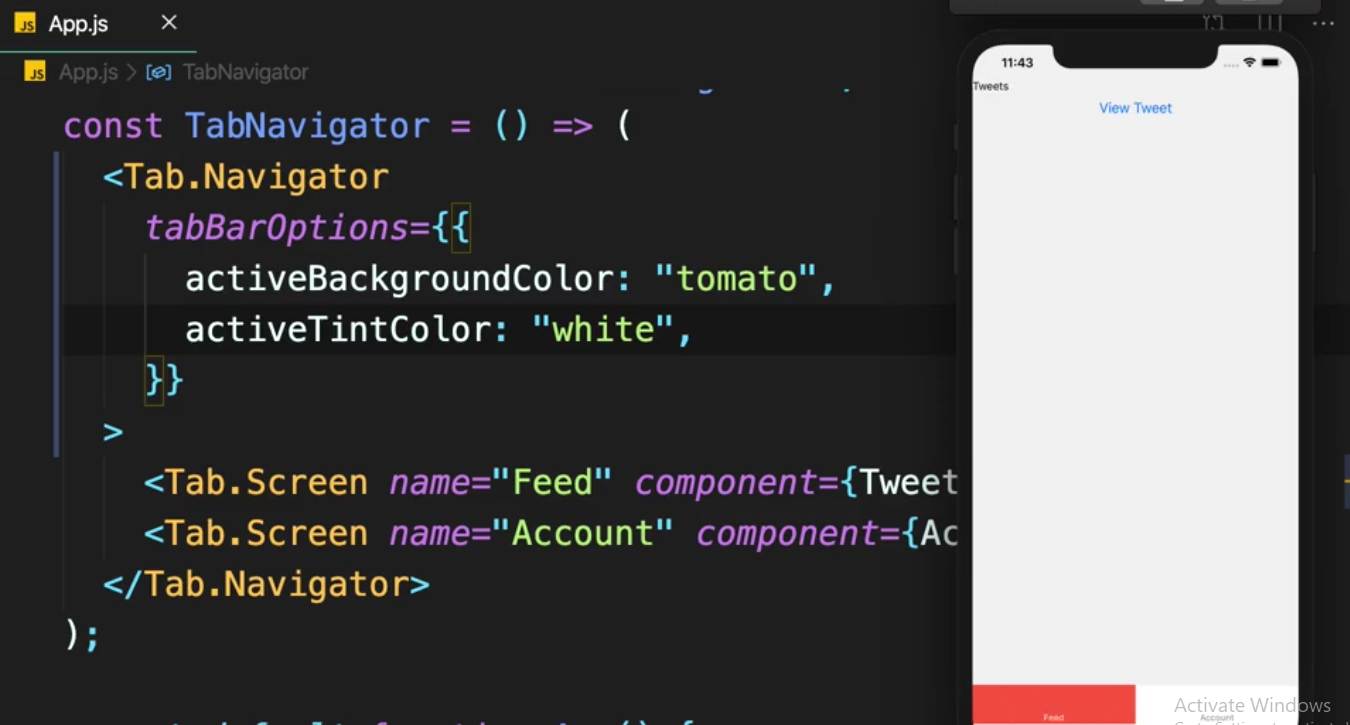 JS App.js ×
JS App.js > TabNavigator
const TabNavigator = () => (
<Tab.Navigator
tabBarOptions={{
activeBackgroundColor: "tomato",
activeTintColor: "white",
}}
>
<Tab.Screen name="Feed" component={Tweet
<Tab.Screen name="Account" component={Ac
</Tab.Navigator>
);
11:43
Tweets
View Tweet
Feed
Account
Activate Windows